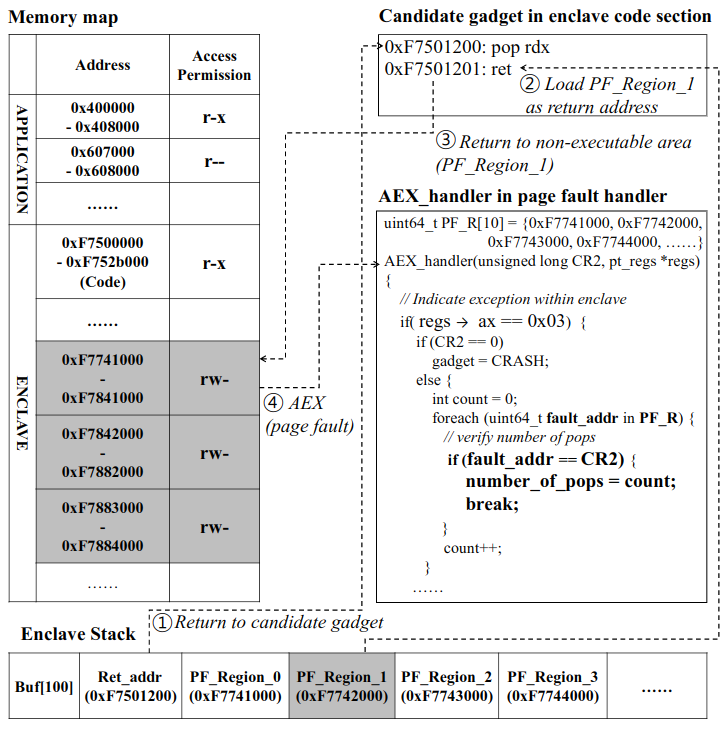 Memory map
Address
Access
Permission
APPLICATION
0x400000
- 0x408000
r-x
0x607000
- 0x608000
r--
……
ENCLAVE
0xF7500000
- 0xF752b000
(Code)
r-x
……
0xF7741000
-
0xF7841000
rw-
0xF7842000
-
0xF7882000
rw-
0xF7883000
-
0xF7884000
rw-
……
Candidate gadget in enclave code section
0xF7501200: pop rdx
0xF7501201: ret
② Load PF_Region_1
as return address
③ Return to non-executable area
(PF_Region_1)
④ AEX
(page fault)
AEX_handler in page fault handler
uint64_t PF_R[10] = {0xF7741000, 0xF7742000,
0xF7743000, 0xF7744000, ……}
AEX_handler(unsigned long CR2, pt_regs *regs)
{
// Indicate exception within enclave
if( regs → ax == 0x03) {
if (CR2 == 0)
gadget = CRASH;
else {
int count = 0;
foreach (uint64_t fault_addr in PF_R) {
// verify number of pops
if (fault_addr == CR2) {
number_of_pops = count;
break;
}
count++;
}
……
① Return to candidate gadget
Enclave Stack
Buf[100]
Ret_addr
(0xF7501200)
PF_Region_0
(0xF7741000)
PF_Region_1
(0xF7742000)
PF_Region_2
(0xF7743000)
PF_Region_3
(0xF7744000)
……